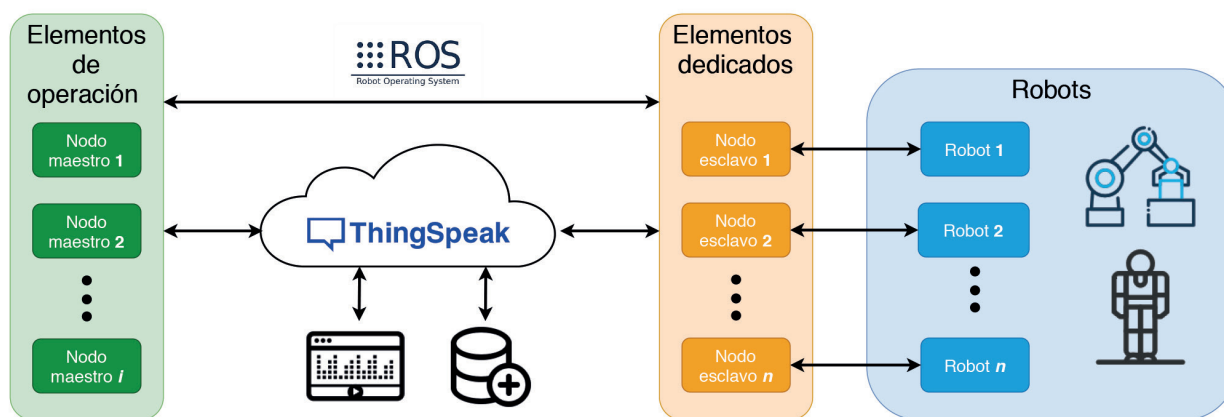 Elementos
de
operación
Nodo
maestro 1
Nodo
maestro 2
Nodo
maestro i
ROS
Robot Operating System
ThingSpeak
Elementos
dedicados
Nodo
esclavo 1
Nodo
esclavo 2
Nodo
esclavo n
Robots
Robot 1
Robot 2
Robot n